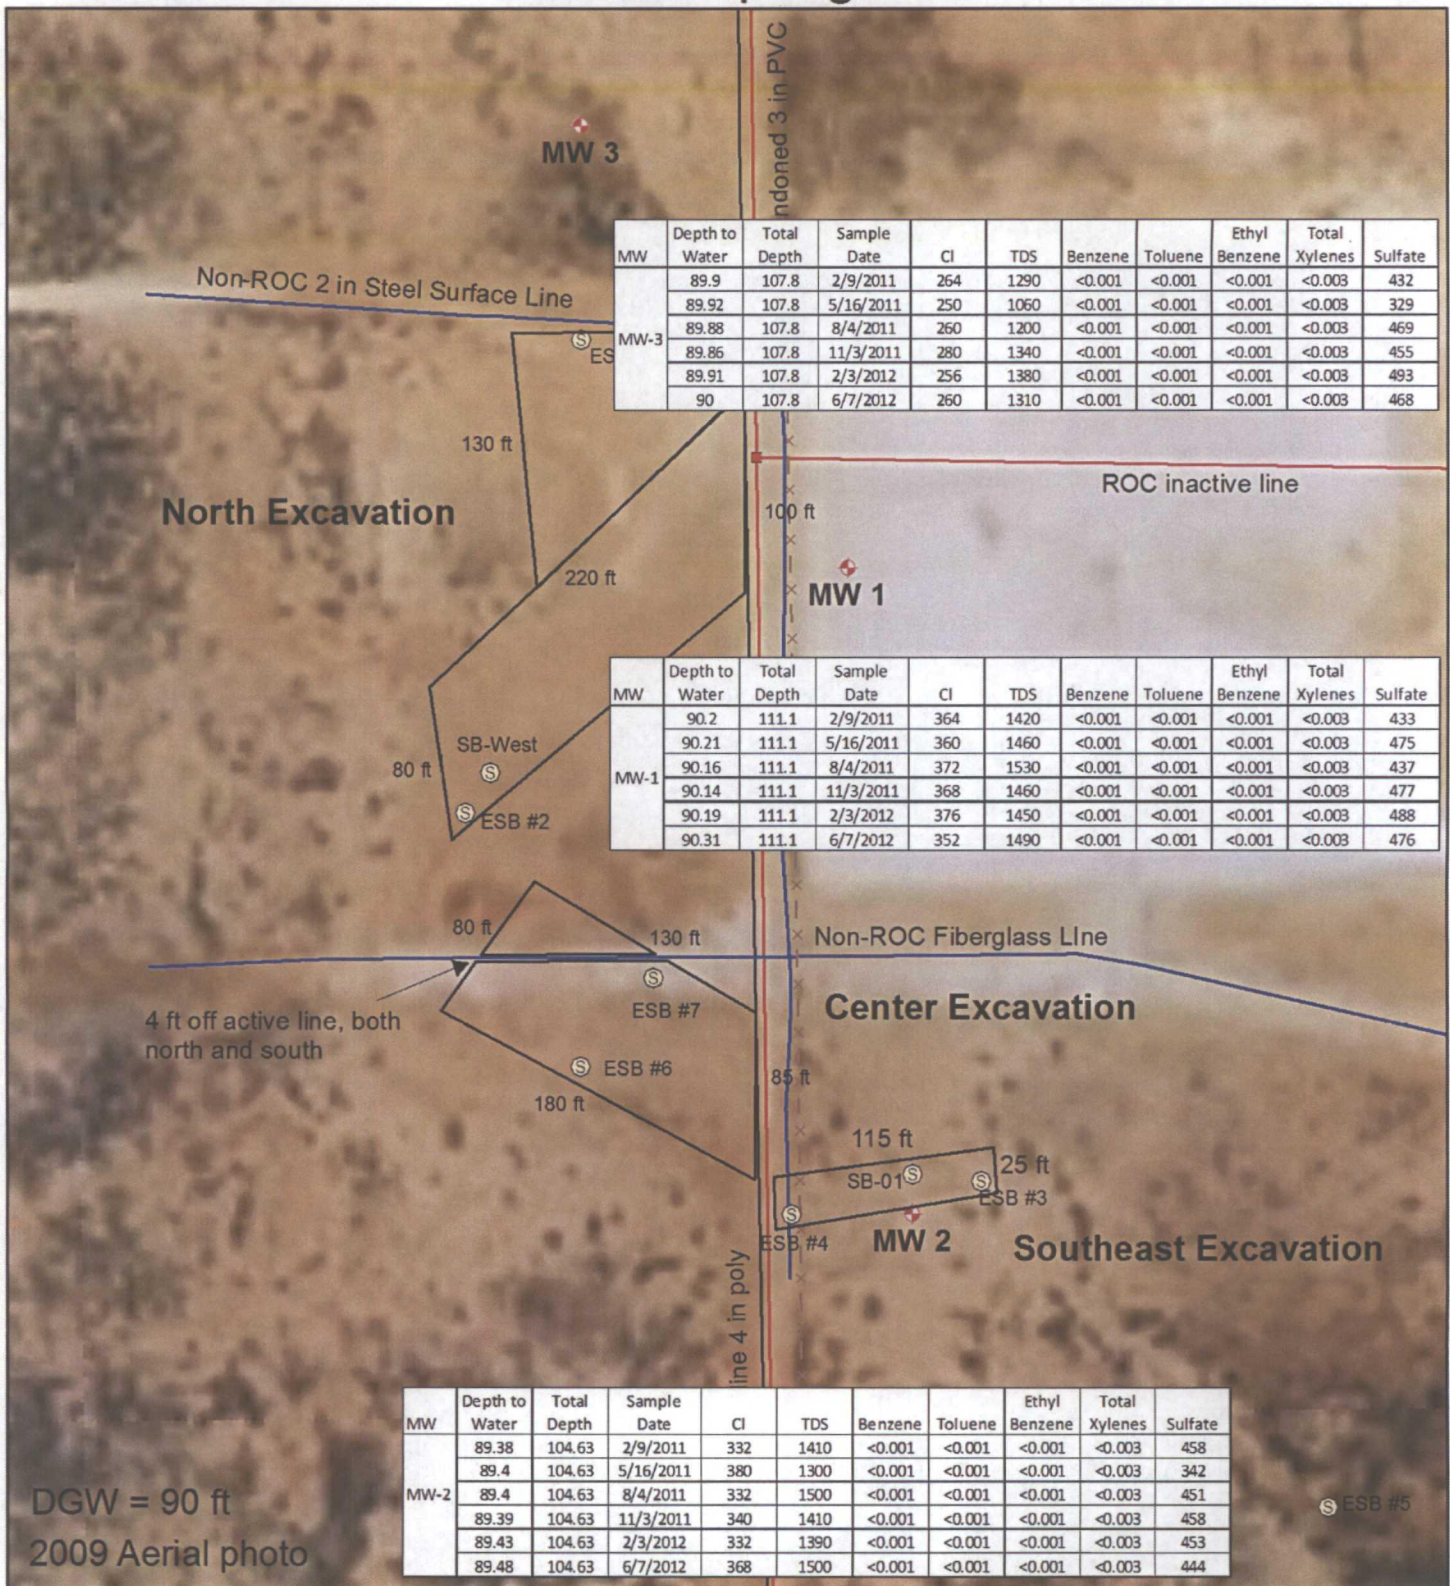 ndoned 3 in PVC
MW 3
MW Depth to Water Total Depth Sample Date Cl TDS Benzene Toluene Ethyl Benzene Total Xylenes Sulfate
MW-3
89.9 107.8 2/9/2011 264 1290 <0.001 <0.001 <0.001 <0.003 432
89.92 107.8 5/16/2011 250 1060 <0.001 <0.001 <0.001 <0.003 329
89.88 107.8 8/4/2011 260 1200 <0.001 <0.001 <0.001 <0.003 469
89.86 107.8 11/3/2011 280 1340 <0.001 <0.001 <0.001 <0.003 455
89.91 107.8 2/3/2012 256 1380 <0.001 <0.001 <0.001 <0.003 493
90 107.8 6/7/2012 260 1310 <0.001 <0.001 <0.001 <0.003 468
Non-ROC 2 in Steel Surface Line
S
ES
130 ft
ROC inactive line
North Excavation
100 ft
220 ft
MW 1
MW Depth to Water Total Depth Sample Date Cl TDS Benzene Toluene Ethyl Benzene Total Xylenes Sulfate
MW-1
90.2 111.1 2/9/2011 364 1420 <0.001 <0.001 <0.001 <0.003 433
90.21 111.1 5/16/2011 360 1460 <0.001 <0.001 <0.001 <0.003 475
90.16 111.1 8/4/2011 372 1530 <0.001 <0.001 <0.001 <0.003 437
90.14 111.1 11/3/2011 368 1460 <0.001 <0.001 <0.001 <0.003 477
90.19 111.1 2/3/2012 376 1450 <0.001 <0.001 <0.001 <0.003 488
90.31 111.1 6/7/2012 352 1490 <0.001 <0.001 <0.001 <0.003 476
SB-West
S
80 ft
S ESB #2
80 ft
130 ft
Non-ROC Fiberglass LIne
S
ESB #7
Center Excavation
4 ft off active line, both
north and south
S ESB #6
85 ft
180 ft
115 ft
25 ft
SB-01 S
S
ESB #3
S
ESB #4
MW 2
Southeast Excavation
line 4 in poly
MW Depth to Water Total Depth Sample Date Cl TDS Benzene Toluene Ethyl Benzene Total Xylenes Sulfate
MW-2
89.38 104.63 2/9/2011 332 1410 <0.001 <0.001 <0.001 <0.003 458
89.4 104.63 5/16/2011 380 1300 <0.001 <0.001 <0.001 <0.003 342
89.4 104.63 8/4/2011 332 1500 <0.001 <0.001 <0.001 <0.003 451
89.39 104.63 11/3/2011 340 1410 <0.001 <0.001 <0.001 <0.003 458
89.43 104.63 2/3/2012 332 1390 <0.001 <0.001 <0.001 <0.003 453
89.48 104.63 6/7/2012 368 1500 <0.001 <0.001 <0.001 <0.003 444
S ESB #5
DGW = 90 ft
2009 Aerial photo